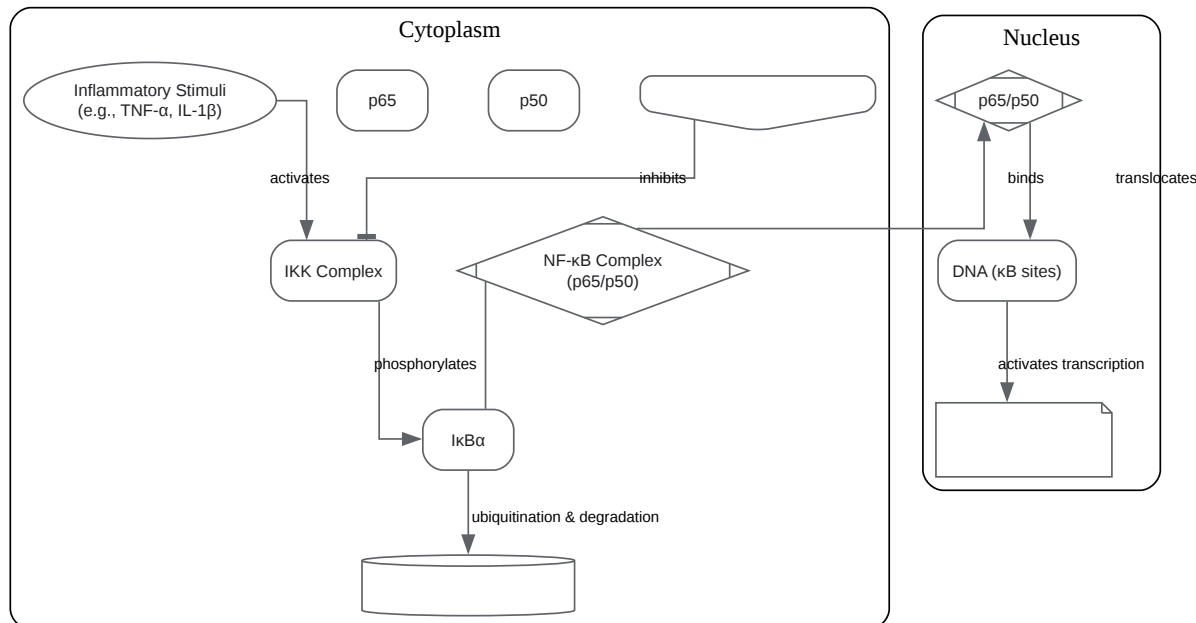 Cytoplasm
Nucleus
Inflammatory Stimuli
(e.g., TNF-α, IL-1β)
p65
p50
p65/p50
activates
inhibits
binds
translocates
IKK Complex
NF-κB Complex
(p65/p50)
DNA (κB sites)
phosphorylates
activates transcription
IκBα
ubiquitination & degradation